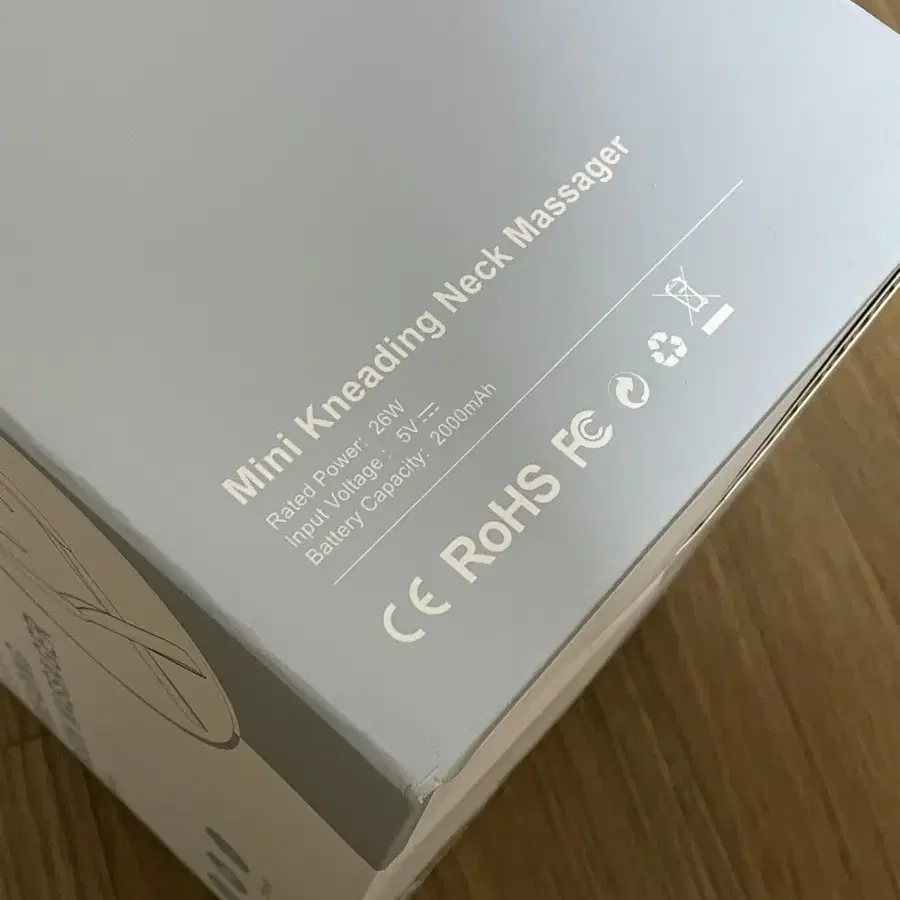 Mini Kneading Neck Massager
Rated Power: 26W
Input Voltage : 5V
Battery Capacity: 2000mAh
CE RoHS FC